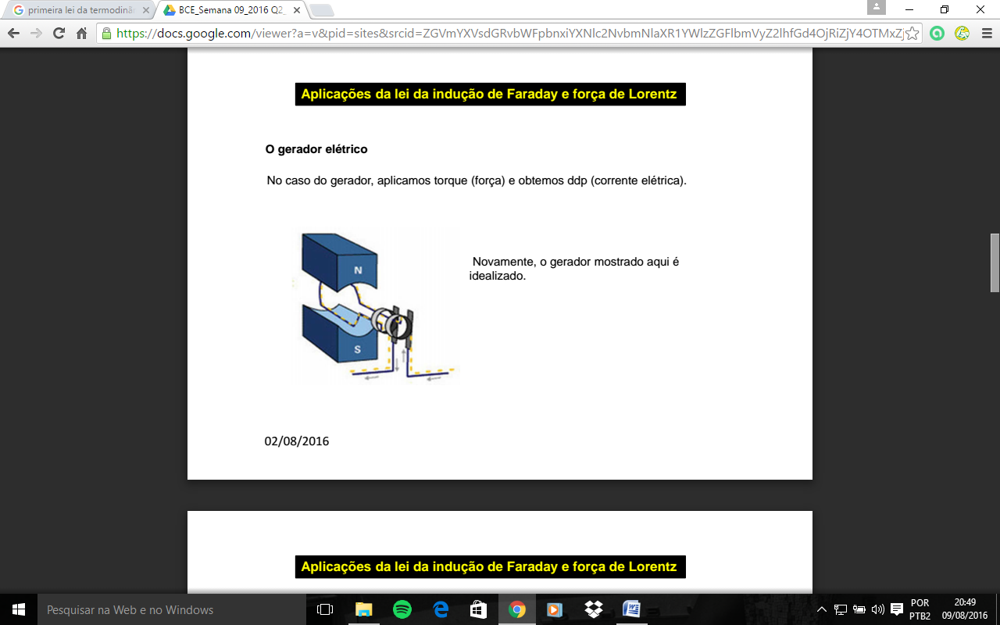 primeira lei da termodinâ
BCE_Semana 09_2016 Q2_
https://docs.google.com/viewer?a=v&pid=sites&srcid=ZGVmYXVsdGRvbWFpbnxiYXNlc2NvbmNlaXR1YWlzZGFlbmVyZ2lhfGd4OjRiZjY4OTMxZj
Aplicações da lei da indução de Faraday e força de Lorentz
O gerador elétrico
No caso do gerador, aplicamos torque (força) e obtemos ddp (corrente elétrica).
N
Novamente, o gerador mostrado aqui é
idealizado.
S
02/08/2016
Aplicações da lei da indução de Faraday e força de Lorentz
Pesquisar na Web e no Windows
POR
PTB2
20:49
09/08/2016